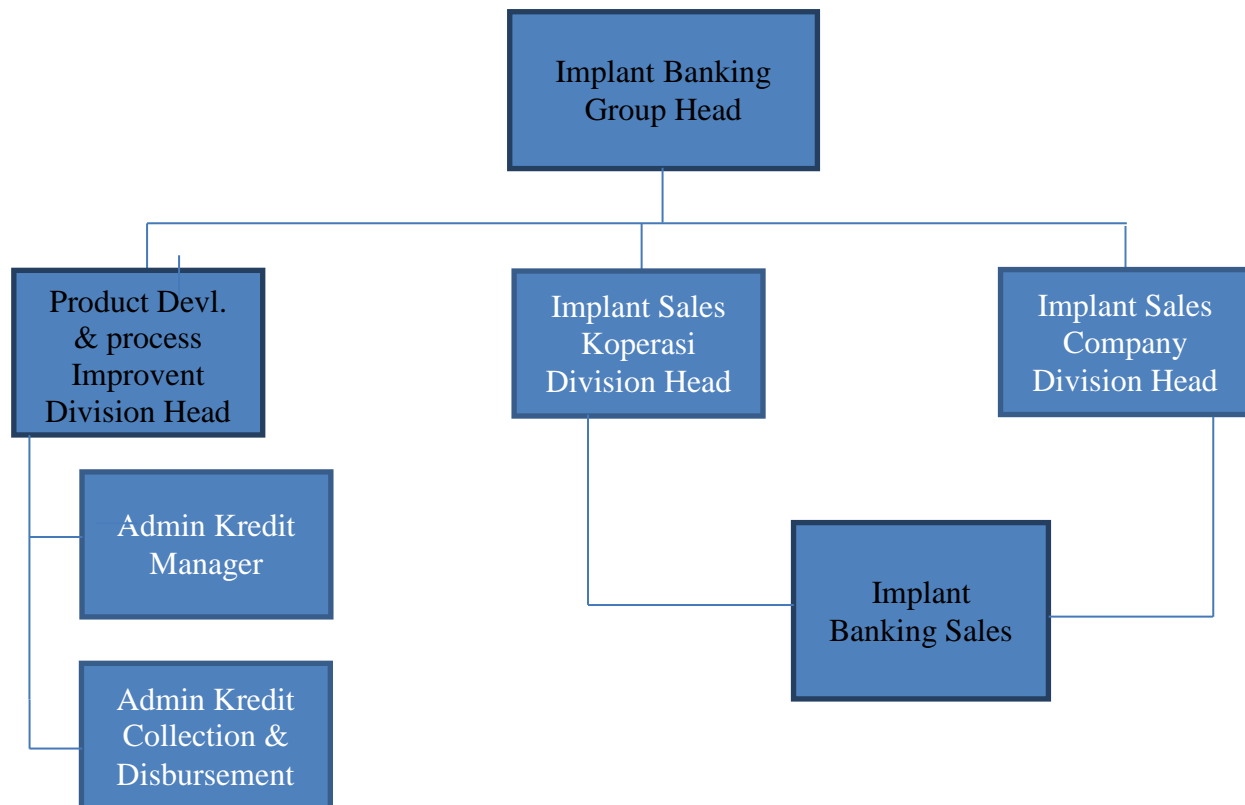 Implant Banking
Group Head
Product Devl.
& process
Improvent
Division Head
Implant Sales
Koperasi
Division Head
Implant Sales
Company
Division Head
Admin Kredit
Manager
Implant
Banking Sales
Admin Kredit
Collection &
Disbursement